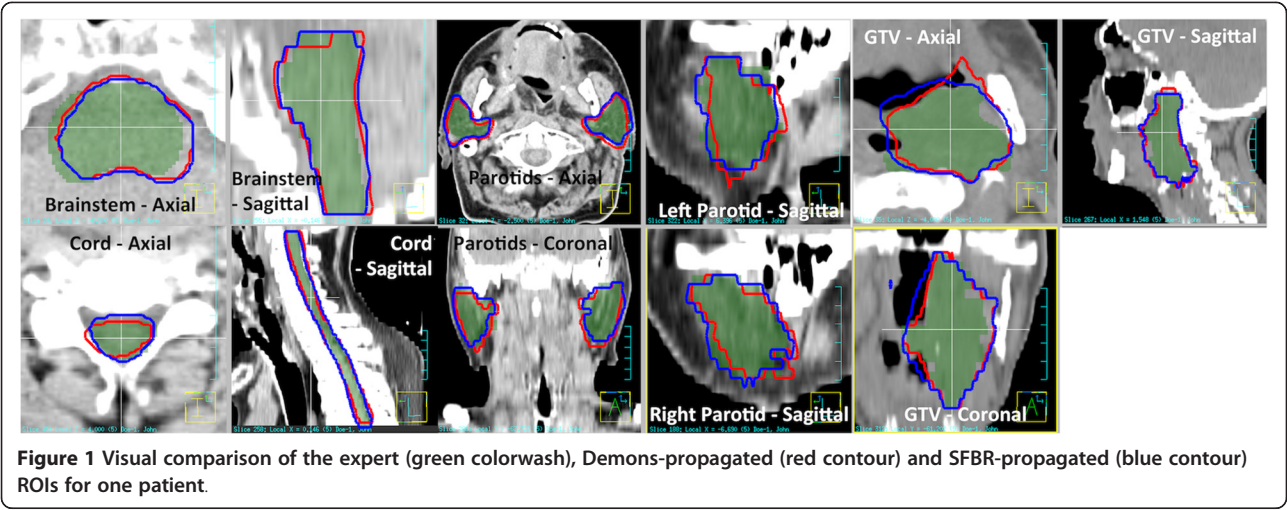 GTV - Axial
GTV - Sagittal
Brainstem - Axial
Brainstem
- Sagittal
Parotids - Axial
Left Parotid - Sagittal
Cord - Axial
Cord
- Sagittal
Parotids - Coronal
Right Parotid - Sagittal
GTV - Coronal
Figure 1 Visual comparison of the expert (green colorwash), Demons-propagated (red contour) and SFBR-propagated (blue contour)
ROIs for one patient.